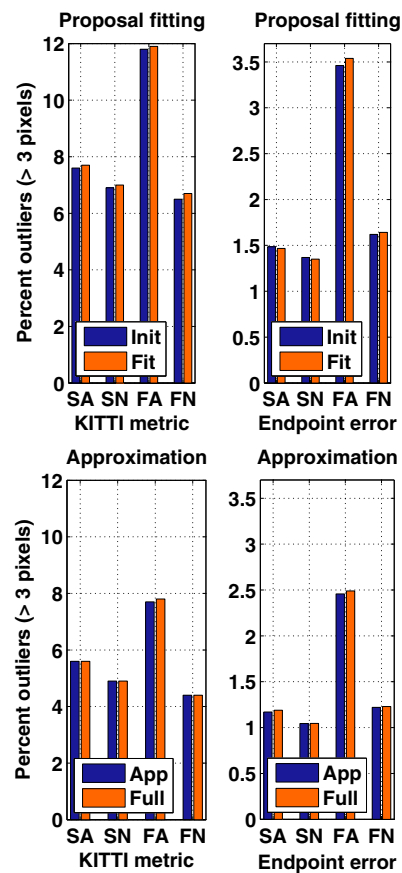 Proposal fitting
Percent outliers (> 3 pixels)
12
10
8
6
4
2
0
Init
Fit
SA SN FA FN
KITTI metric
Proposal fitting
3.5
3
2.5
2
1.5
1
0.5
0
Init
Fit
SA SN FA FN
Endpoint error
Approximation
Percent outliers (> 3 pixels)
12
10
8
6
4
2
0
App
Full
SA SN FA FN
KITTI metric
Approximation
3.5
3
2.5
2
1.5
1
0.5
0
App
Full
SA SN FA FN
Endpoint error